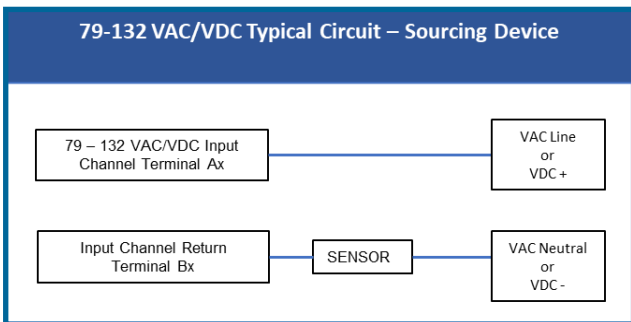 79-132 VAC/VDC Typical Circuit – Sourcing Device
79 – 132 VAC/VDC Input
Channel Terminal Ax
VAC Line
or
VDC +
Input Channel Return
Terminal Bx
SENSOR
VAC Neutral
or
VDC -